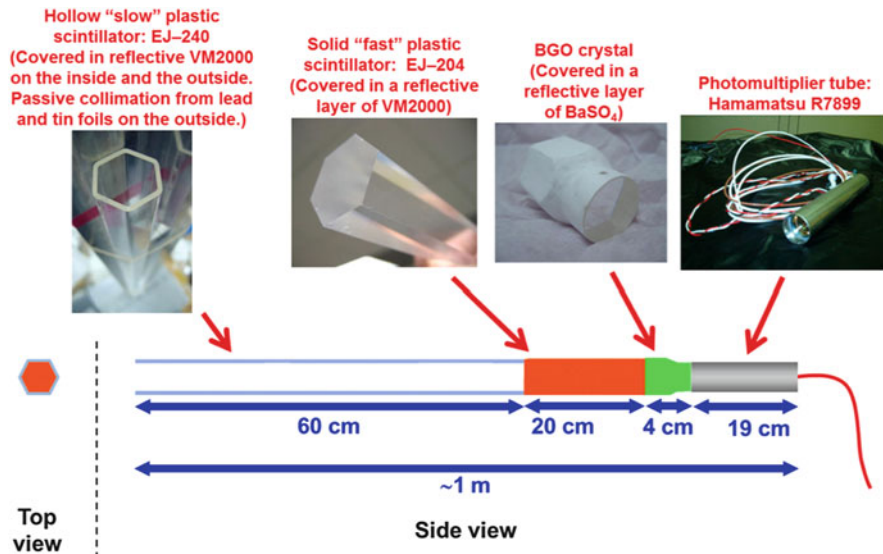 Hollow “slow” plastic
scintillator: EJ–240
(Covered in reflective VM2000
on the inside and the outside.
Passive collimation from lead
and tin foils on the outside.)
Solid “fast” plastic
scintillator: EJ–204
(Covered in a reflective
layer of VM2000)
BGO crystal
(Covered in a
reflective layer
of BaSO₄)
Photomultiplier tube:
Hamamatsu R7899
60 cm
20 cm
4 cm
19 cm
~1 m
Top
view
Side view